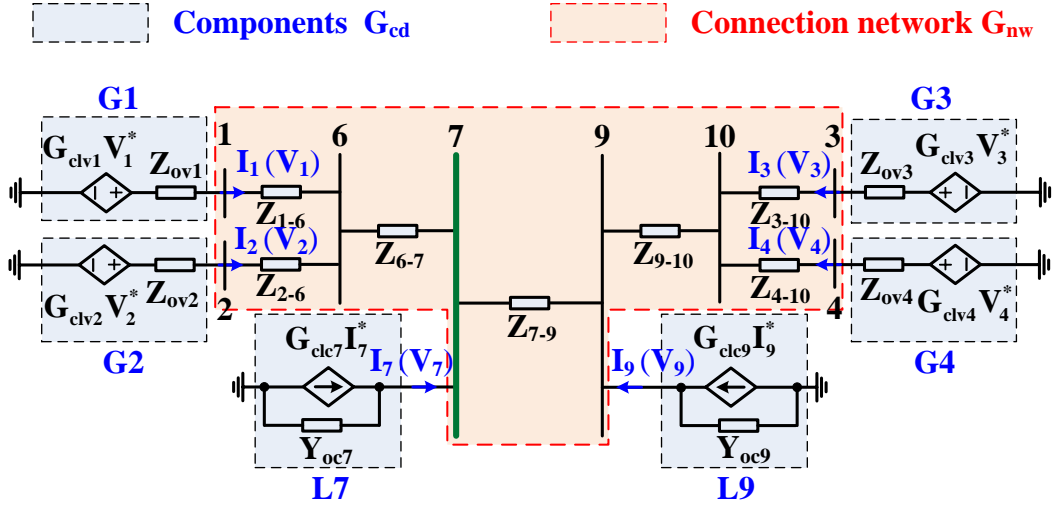 Components G_cd
Connection network G_nw
G1
G3
1
6
7
9
10
3
G_clv1 V_1^*
Z_ov1
I_1 (V_1)
Z_1-6
I_3 (V_3)
Z_3-10
Z_ov3
G_clv3 V_3^*
Z_6-7
Z_9-10
G_clv2 V_2^*
Z_ov2
I_2 (V_2)
Z_2-6
I_4 (V_4)
Z_4-10
Z_ov4
G_clv4 V_4^*
2
4
Z_7-9
G2
G4
G_clc7 I_7^*
I_7 (V_7)
I_9 (V_9)
G_clc9 I_9^*
Y_oc7
Y_oc9
L7
L9